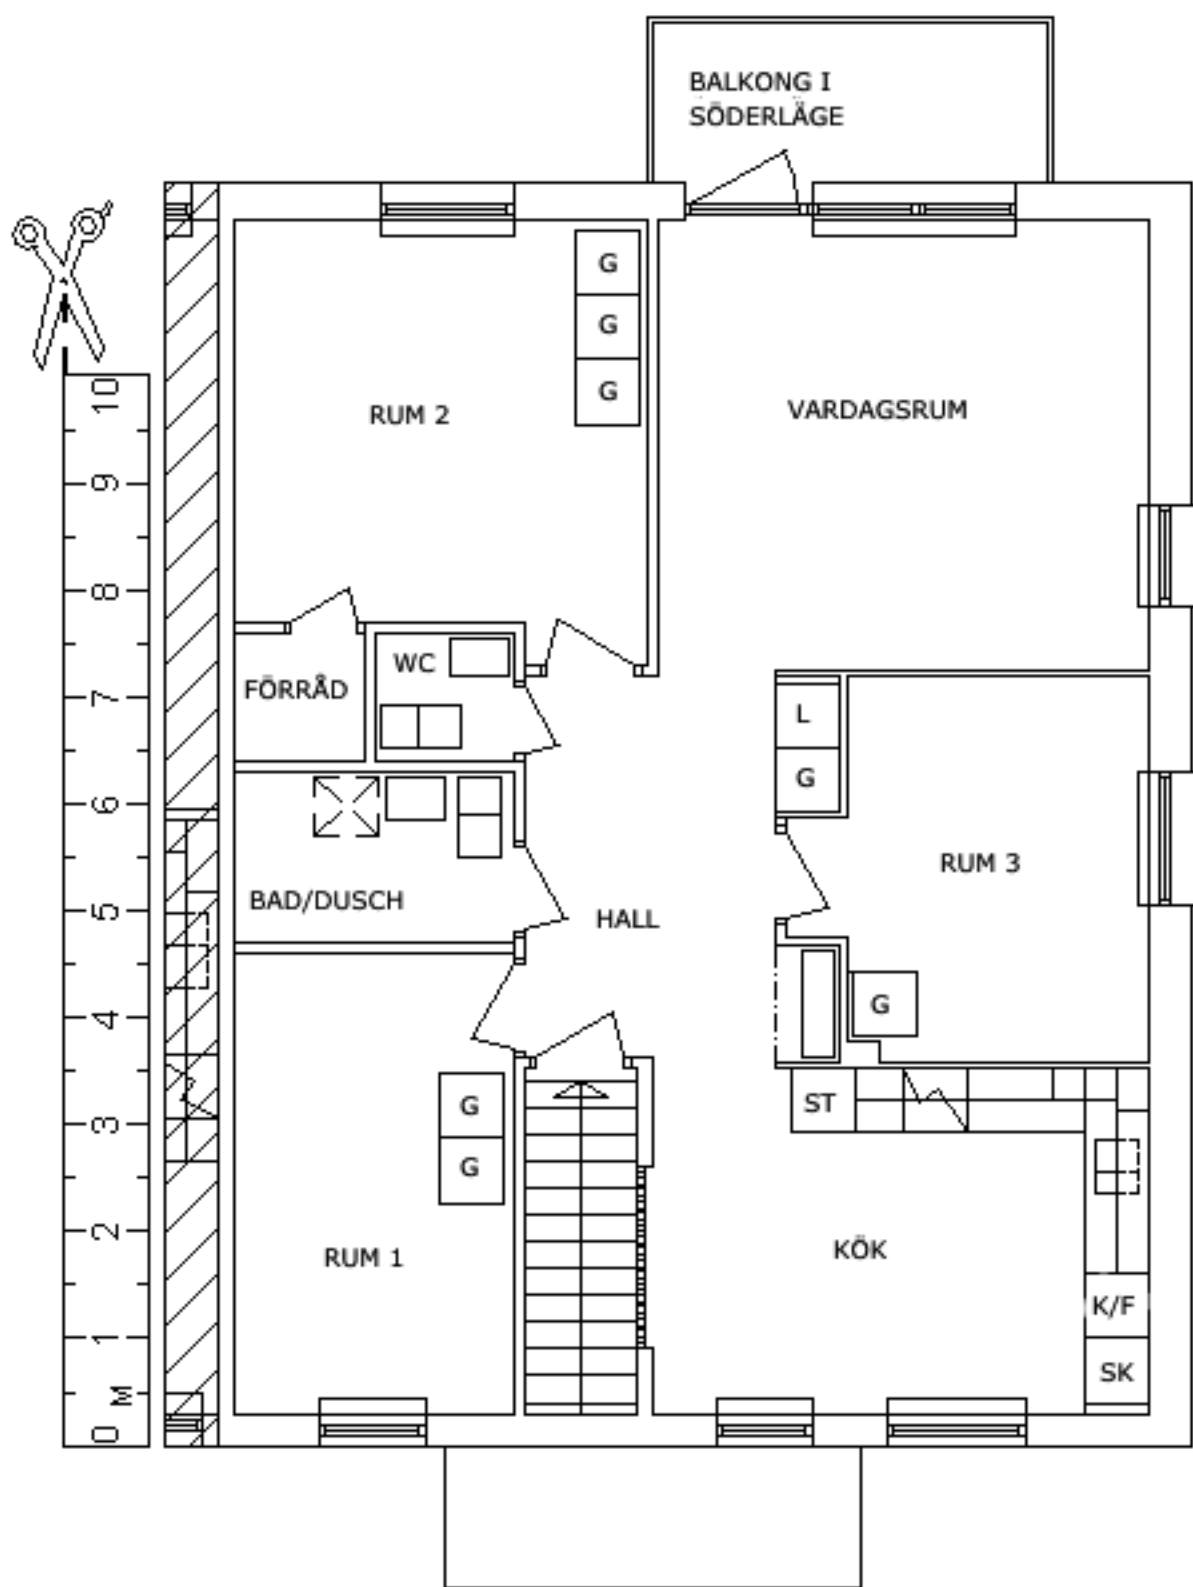 BALKONG I
SÖDERLÄGE
G
G
G
RUM 2
VARDAGSRUM
10
9
8
7
6
5
4
3
2
1
M
0
WC
FÖRRÅD
L
G
RUM 3
BAD/DUSCH
HALL
G
ST
G
G
RUM 1
KÖK
K/F
SK